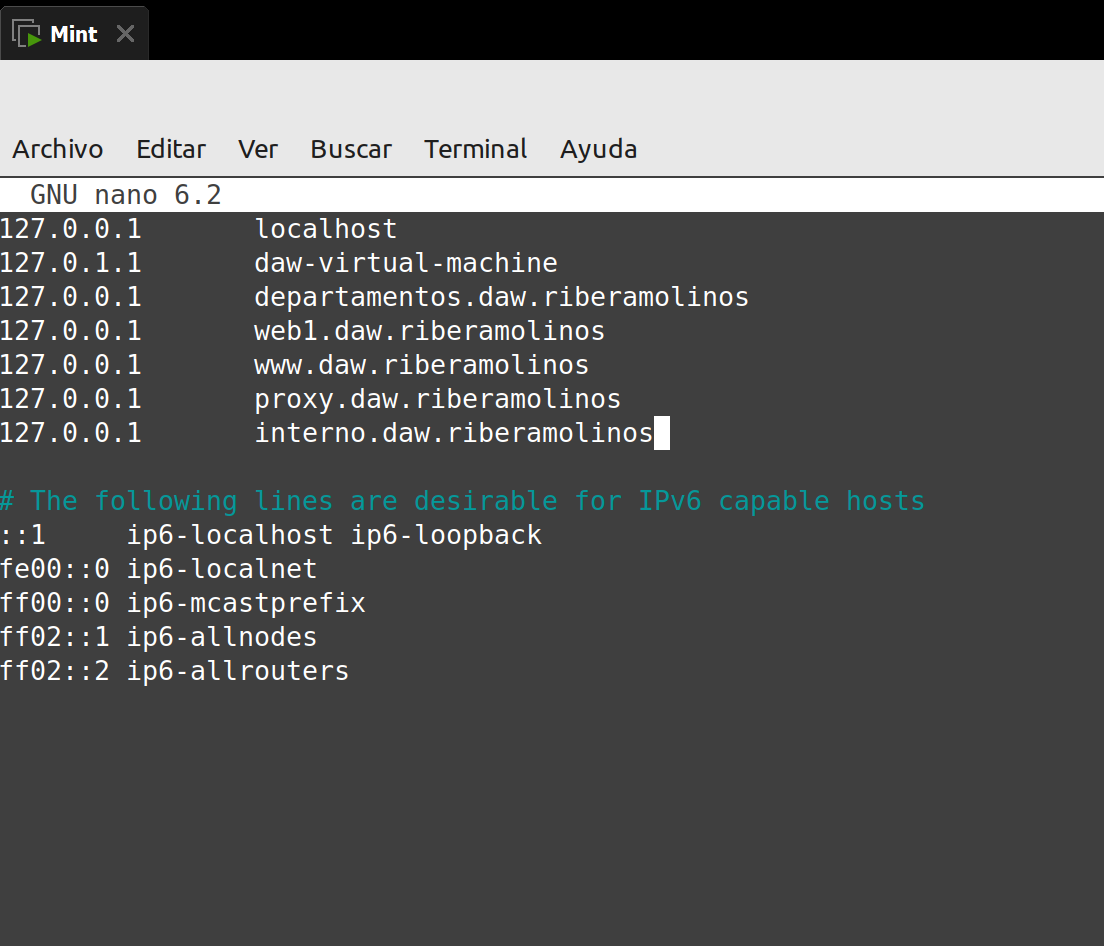 Mint
Archivo Editar Ver Buscar Terminal Ayuda
GNU nano 6.2
127.0.0.1 localhost
127.0.1.1 daw-virtual-machine
127.0.0.1 departamentos.daw.riberamolinos
127.0.0.1 web1.daw.riberamolinos
127.0.0.1 www.daw.riberamolinos
127.0.0.1 proxy.daw.riberamolinos
127.0.0.1 interno.daw.riberamolinos
# The following lines are desirable for IPv6 capable hosts
::1 ip6-localhost ip6-loopback
fe00::0 ip6-localnet
ff00::0 ip6-mcastprefix
ff02::1 ip6-allnodes
ff02::2 ip6-allrouters